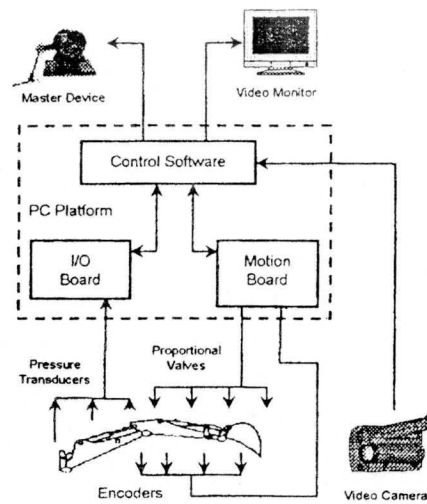 Master Device
Video Monitor
Control Software
PC Platform
I/O
Board
Motion
Board
Pressure
Transducers
Proportional
Valves
Encoders
Video Camera